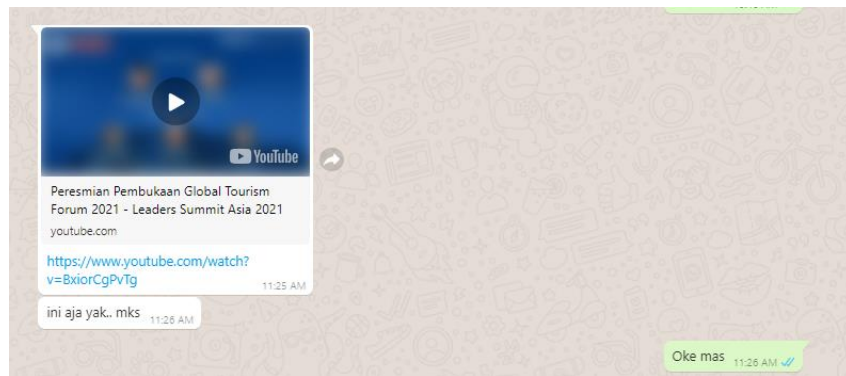 YouTube
Peresmian Pembukaan Global Tourism
Forum 2021 - Leaders Summit Asia 2021
youtube.com
https://www.youtube.com/watch?
v=BxiorCgPvTg
11:25 AM
ini aja yak.. mks 11:26 AM
Oke mas 11:26 AM